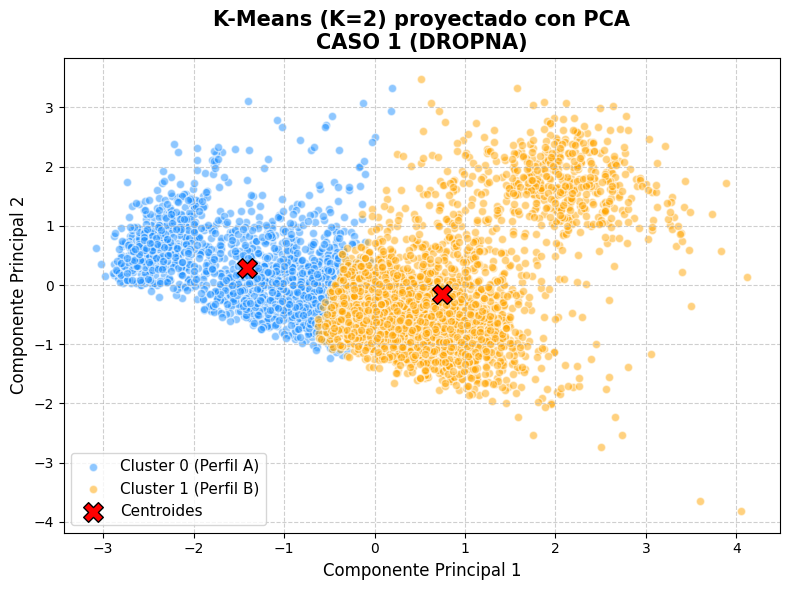 K-Means (K=2) proyectado con PCA
CASO 1 (DROPNA)
Componente Principal 2
3
2
1
0
−1
−2
−3
−4
Cluster 0 (Perfil A)
Cluster 1 (Perfil B)
Centroides
−3 −2 −1 0 1 2 3 4
Componente Principal 1